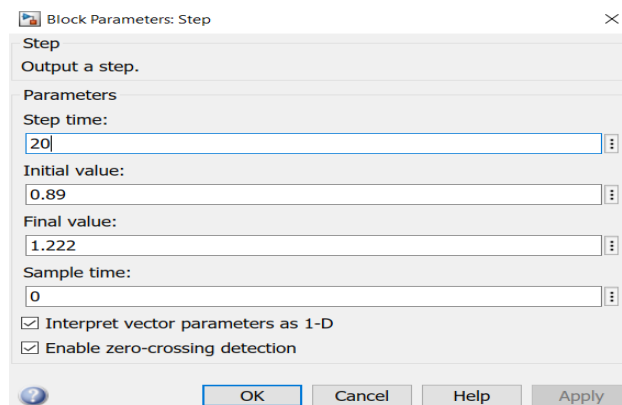 Block Parameters: Step
Step
Output a step.
Parameters
Step time:
20
Initial value:
0.89
Final value:
1.222
Sample time:
0
Interpret vector parameters as 1-D
Enable zero-crossing detection
OK Cancel Help Apply